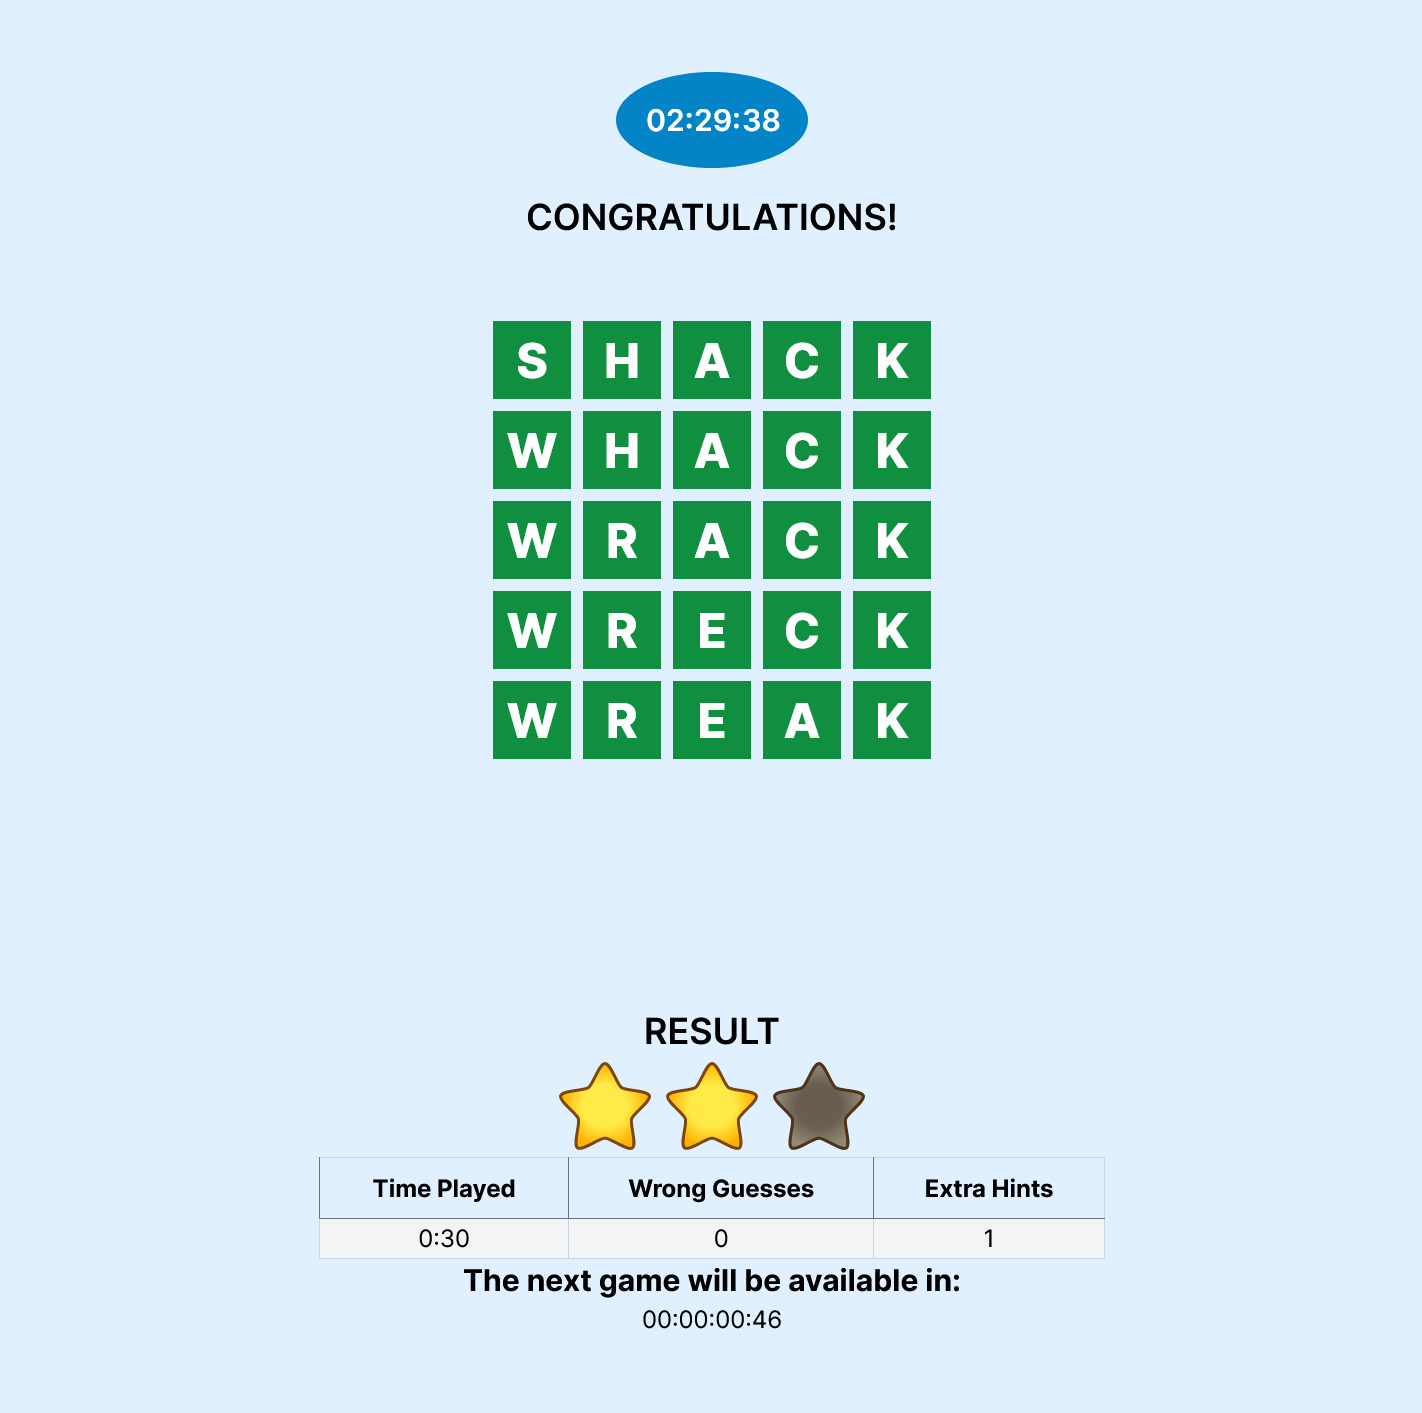 02:29:38
CONGRATULATIONS!
S H A C K
W H A C K
W R A C K
W R E C K
W R E A K
RESULT
Time Played Wrong Guesses Extra Hints
0:30 0 1
The next game will be available in:
00:00:00:46